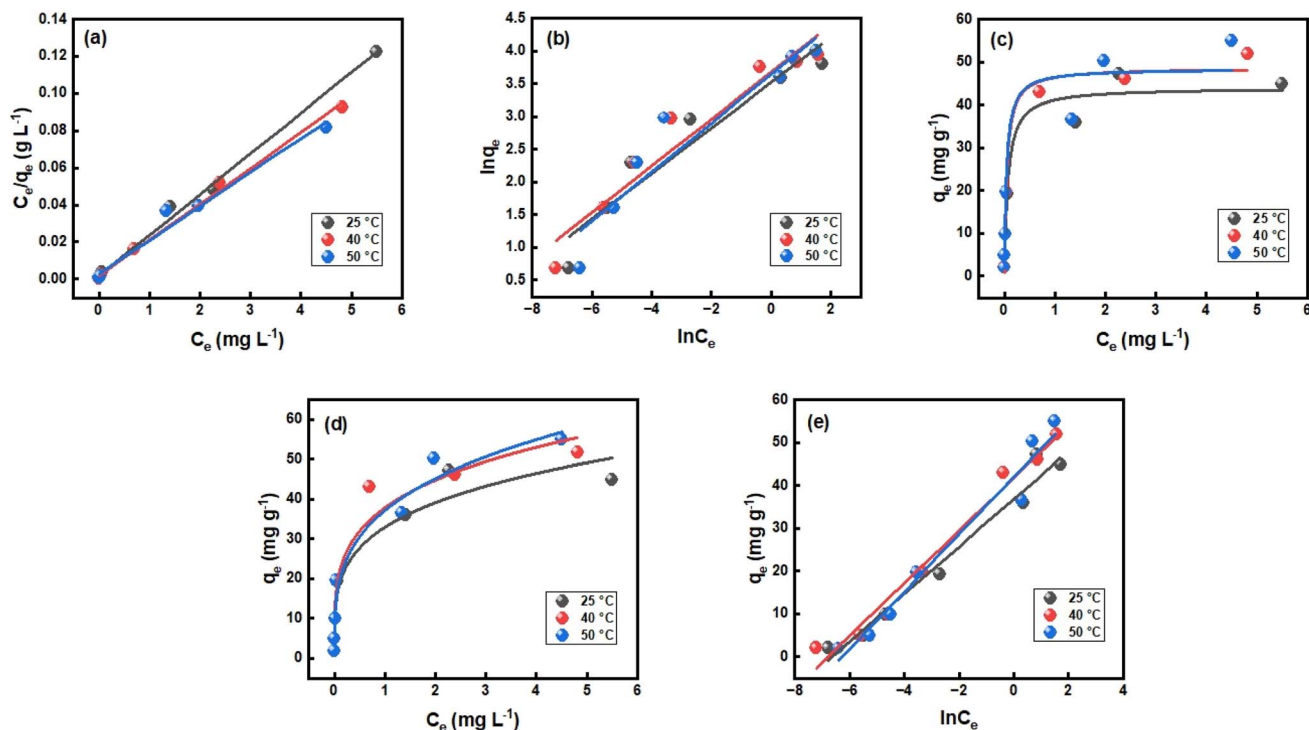 (a)
C_e/q_e (g L⁻¹)
0.14
0.12
0.10
0.08
0.06
0.04
0.02
0.00
25 °C
40 °C
50 °C
0 1 2 3 4 5 6
C_e (mg L⁻¹)
(b)
lnq_e
4.5
4.0
3.5
3.0
2.5
2.0
1.5
1.0
0.5
25 °C
40 °C
50 °C
−8 −6 −4 −2 0 2
lnC_e
(c)
q_e (mg g⁻¹)
60
50
40
30
20
10
0
25 °C
40 °C
50 °C
0 1 2 3 4 5 6
C_e (mg L⁻¹)
(d)
q_e (mg g⁻¹)
60
50
40
30
20
10
0
25 °C
40 °C
50 °C
0 1 2 3 4 5 6
C_e (mg L⁻¹)
(e)
q_e (mg g⁻¹)
60
50
40
30
20
10
0
25 °C
40 °C
50 °C
−8 −6 −4 −2 0 2 4
lnC_e